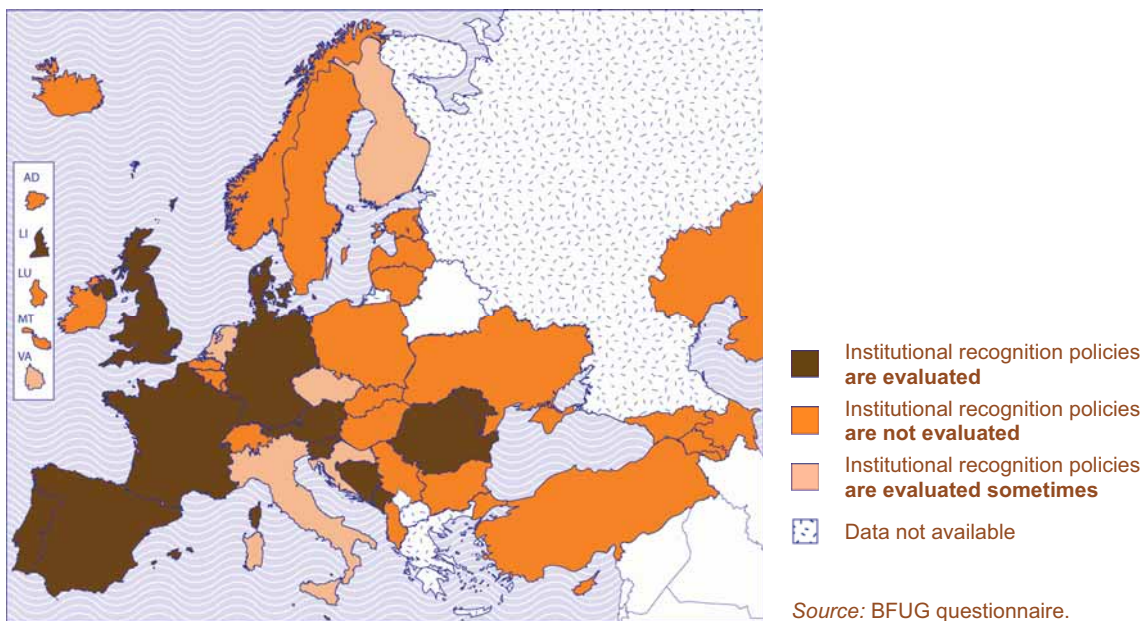 AD
LI
LU
MT
VA
Institutional recognition policies
are evaluated
Institutional recognition policies
are not evaluated
Institutional recognition policies
are evaluated sometimes
Data not available
Source: BFUG questionnaire.